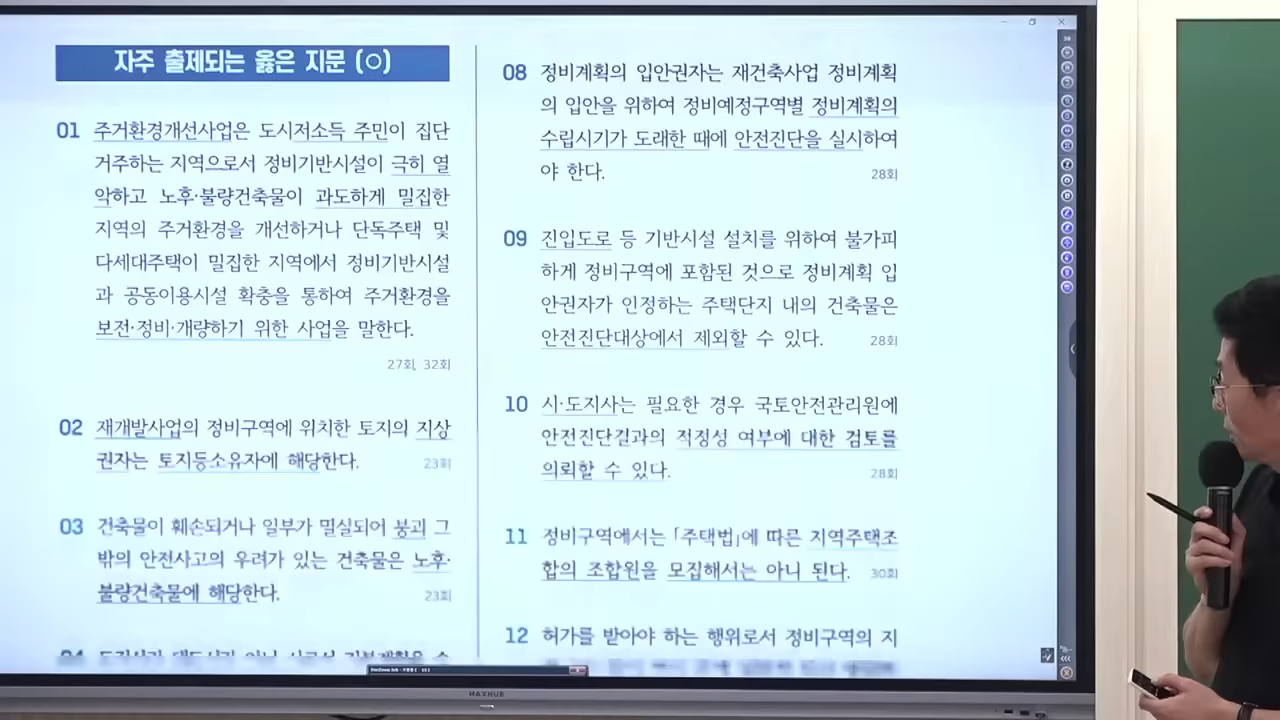 자주 출제되는 옳은 지문 (○)
01 주거환경개선사업은 도시저소득 주민이 집단
거주하는 지역으로서 정비기반시설이 극히 열
악하고 노후·불량건축물이 과도하게 밀집한
지역의 주거환경을 개선하거나 단독주택 및
다세대주택이 밀집한 지역에서 정비기반시설
과 공동이용시설 확충을 통하여 주거환경을
보전·정비·개량하기 위한 사업을 말한다.
27회, 32회
02 재개발사업의 정비구역에 위치한 토지의 지상
권자는 토지등소유자에 해당한다. 23회
03 건축물이 훼손되거나 일부가 멸실되어 붕괴 그
밖의 안전사고의 우려가 있는 건축물은 노후·
불량건축물에 해당한다. 23회
08 정비계획의 입안권자는 재건축사업 정비계획
의 입안을 위하여 정비예정구역별 정비계획의
수립시기가 도래한 때에 안전진단을 실시하여
야 한다. 28회
09 진입도로 등 기반시설 설치를 위하여 불가피
하게 정비구역에 포함된 것으로 정비계획 입
안권자가 인정하는 주택단지 내의 건축물은
안전진단대상에서 제외할 수 있다. 28회
10 시·도지사는 필요한 경우 국토안전관리원에
안전진단결과의 적정성 여부에 대한 검토를
의뢰할 수 있다. 28회
11 정비구역에서는 「주택법」에 따른 지역주택조
합의 조합원을 모집해서는 아니 된다. 30회
12 허가를 받아야 하는 행위로서 정비구역의 지
MAXHUB